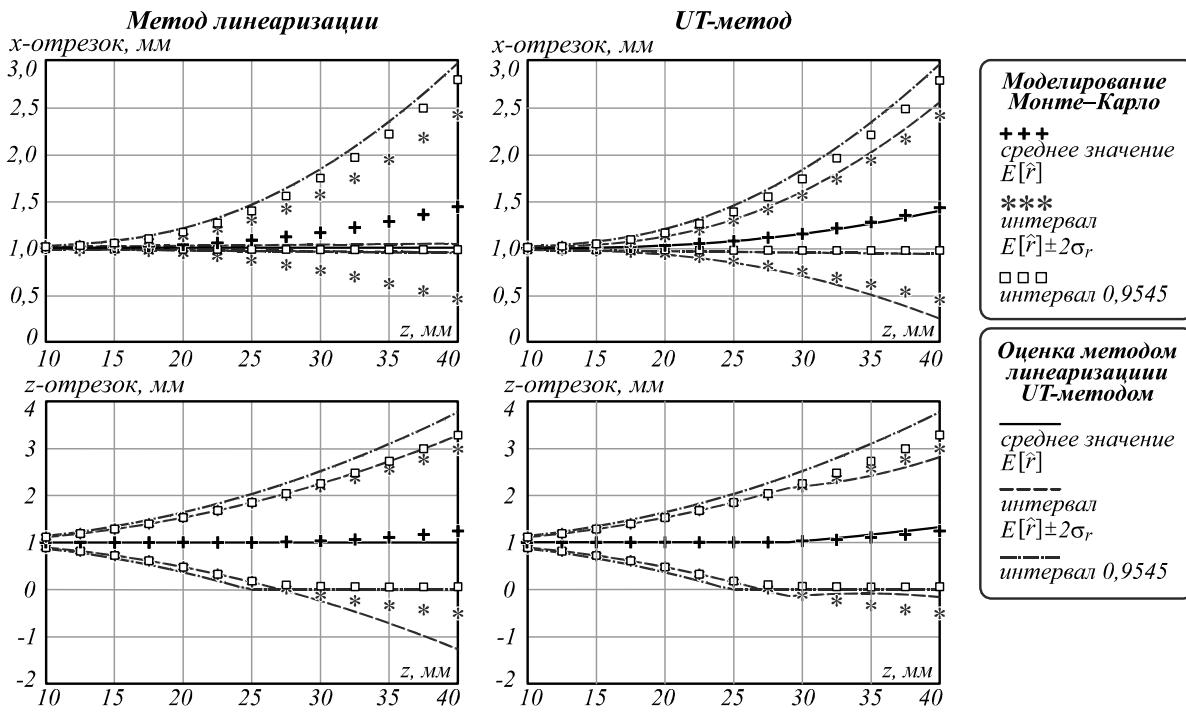 Метод линеаризации
UT-метод
x-отрезок, мм
3,0
2,5
2,0
1,5
1,0
0,5
0
10 15 20 25 30 35 40
z, мм
x-отрезок, мм
3,0
2,5
2,0
1,5
1,0
0,5
0
10 15 20 25 30 35 40
z, мм
z-отрезок, мм
4
3
2
1
0
-1
-2
10 15 20 25 30 35 40
z, мм
z-отрезок, мм
4
3
2
1
0
-1
-2
10 15 20 25 30 35 40
z, мм
Моделирование
Монте–Карло
среднее значение
E[r̂]
интервал
E[r̂]±2σr
интервал 0,9545
Оценка методом
линеаризациии
UT-методом
среднее значение
E[r̂]
интервал
E[r̂]±2σr
интервал 0,9545